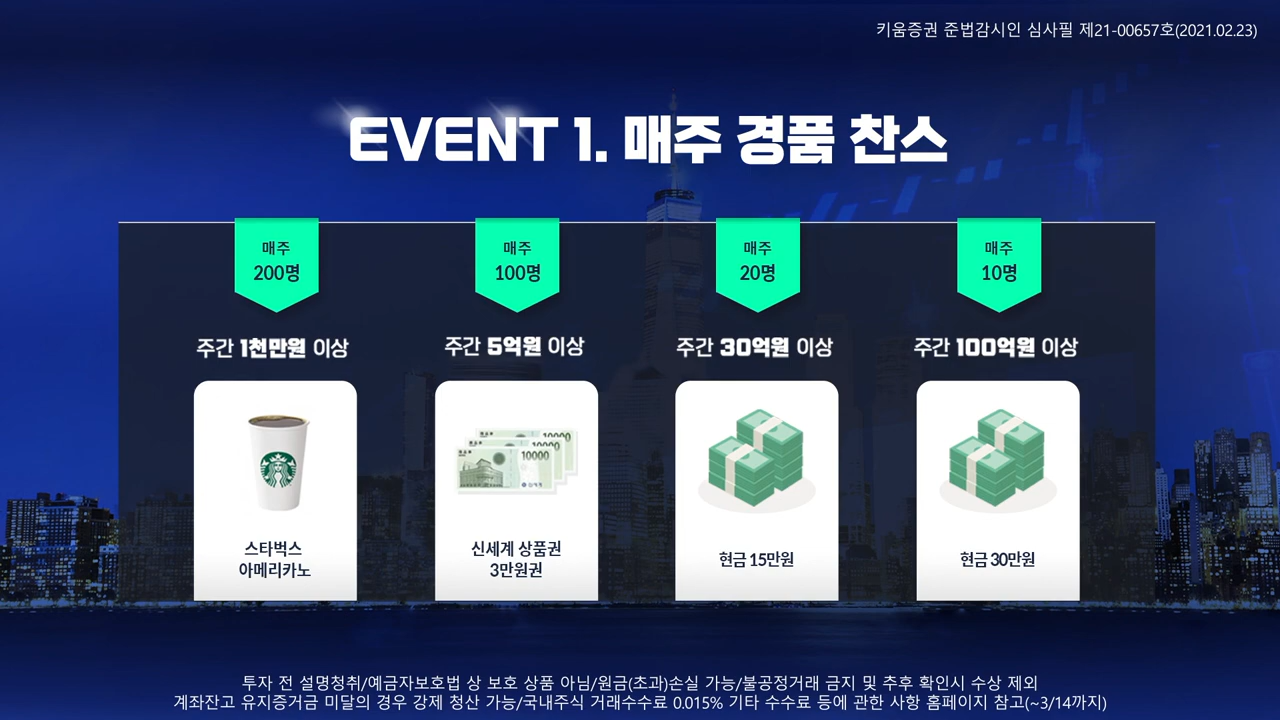 키움증권 준법감시인 심사필 제21-00657호(2021.02.23)
EVENT 1. 매주 경품 찬스
매주
200명
주간 1천만원 이상
스타벅스
아메리카노
매주
100명
주간 5억원 이상
10000
10000
10000
신세계 상품권
3만원권
매주
20명
주간 30억원 이상
현금 15만원
매주
10명
주간 100억원 이상
현금 30만원
투자 전 설명청취/예금자보호법 상 보호 상품 아님/원금(초과)손실 가능/불공정거래 금지 및 추후 확인시 수상 제외
계좌잔고 유지증거금 미달의 경우 강제 청산 가능/국내주식 거래수수료 0.015% 기타 수수료 등에 관한 사항 홈페이지 참고(~3/14까지)